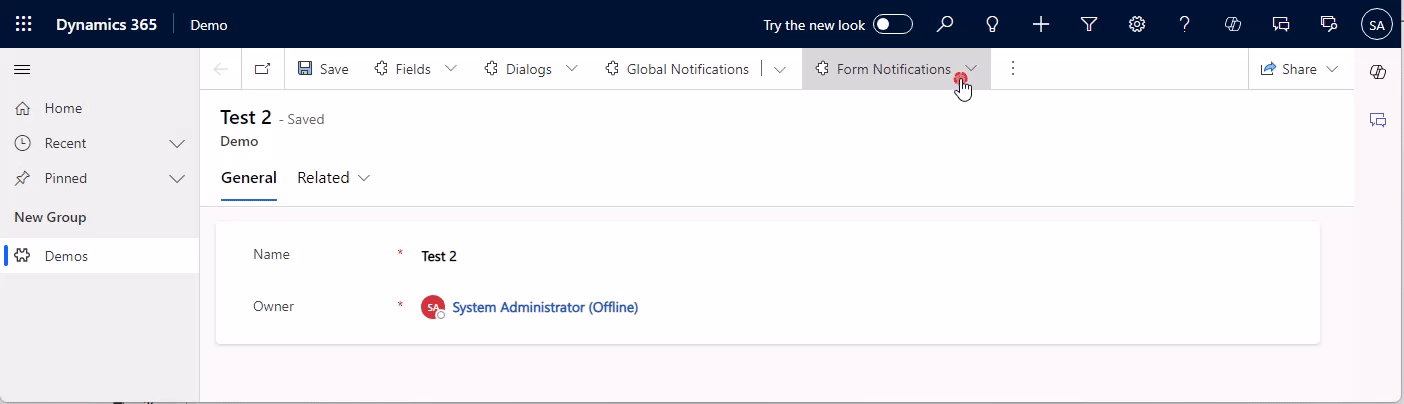 Dynamics 365 Demo Try the new look SA
Save Fields Dialogs Global Notifications Form Notifications Share
Home
Recent
Pinned
New Group
Demos
Test 2 - Saved
Demo
General Related
Name * Test 2
Owner * SA System Administrator (Offline)